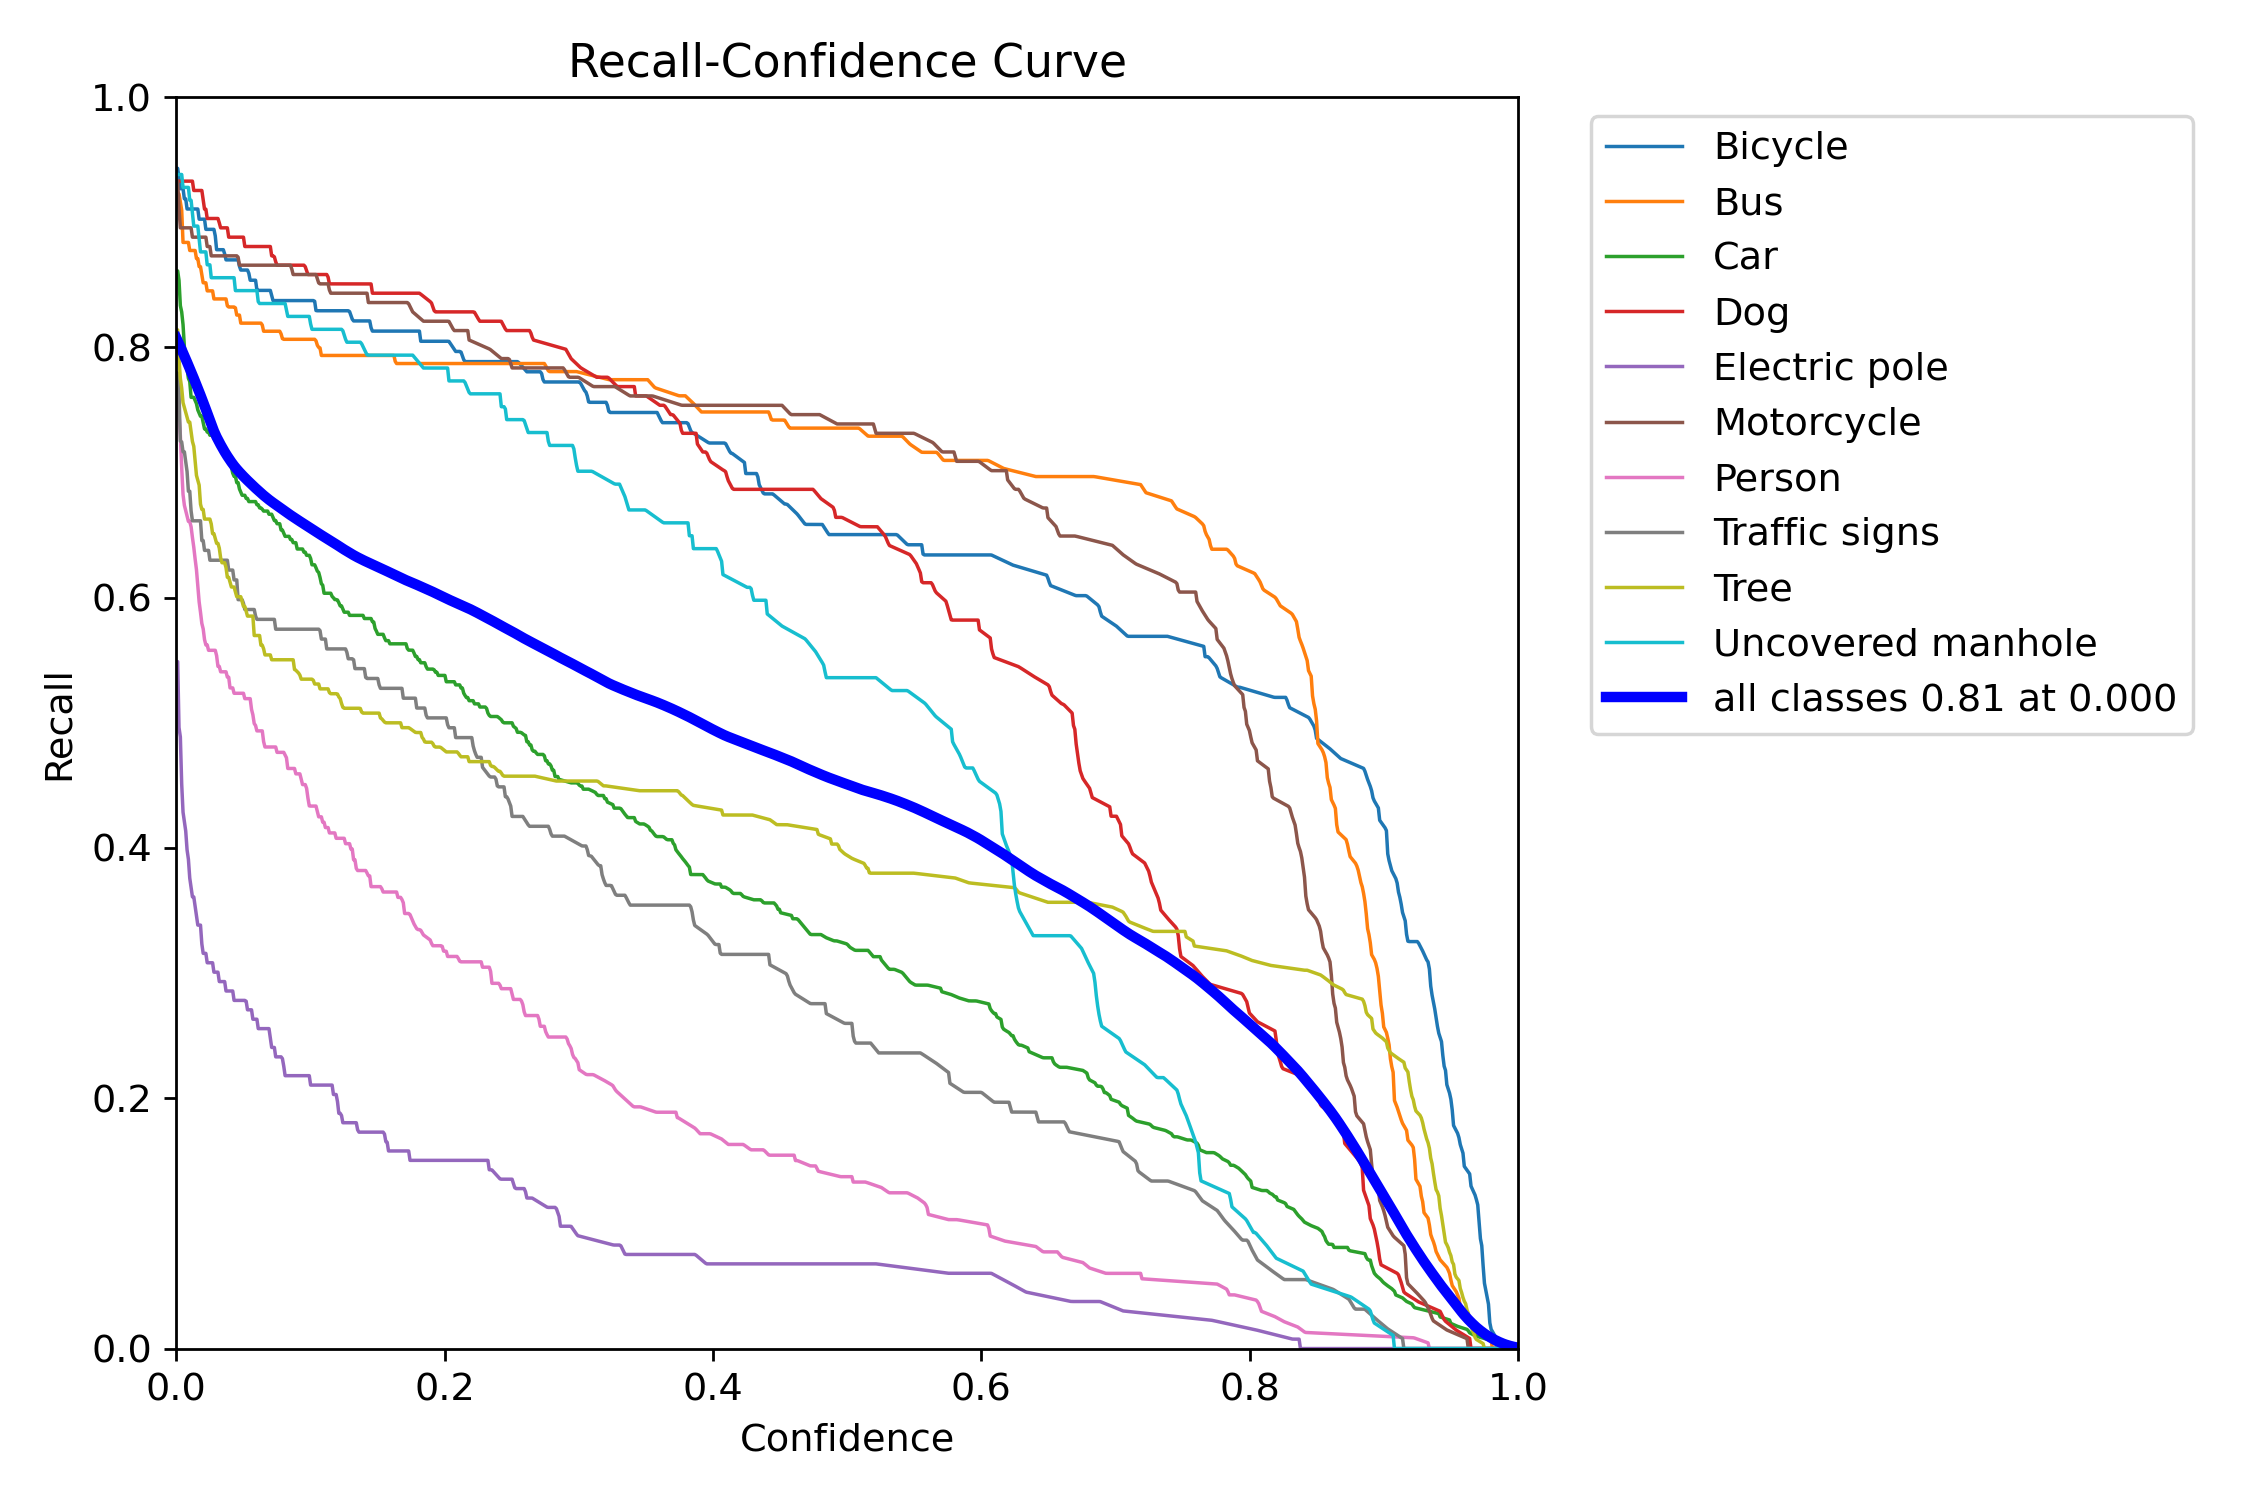 Recall-Confidence Curve
1.0
0.8
0.6
0.4
0.2
0.0
Recall
0.0 0.2 0.4 0.6 0.8 1.0
Confidence
Bicycle
Bus
Car
Dog
Electric pole
Motorcycle
Person
Traffic signs
Tree
Uncovered manhole
all classes 0.81 at 0.000